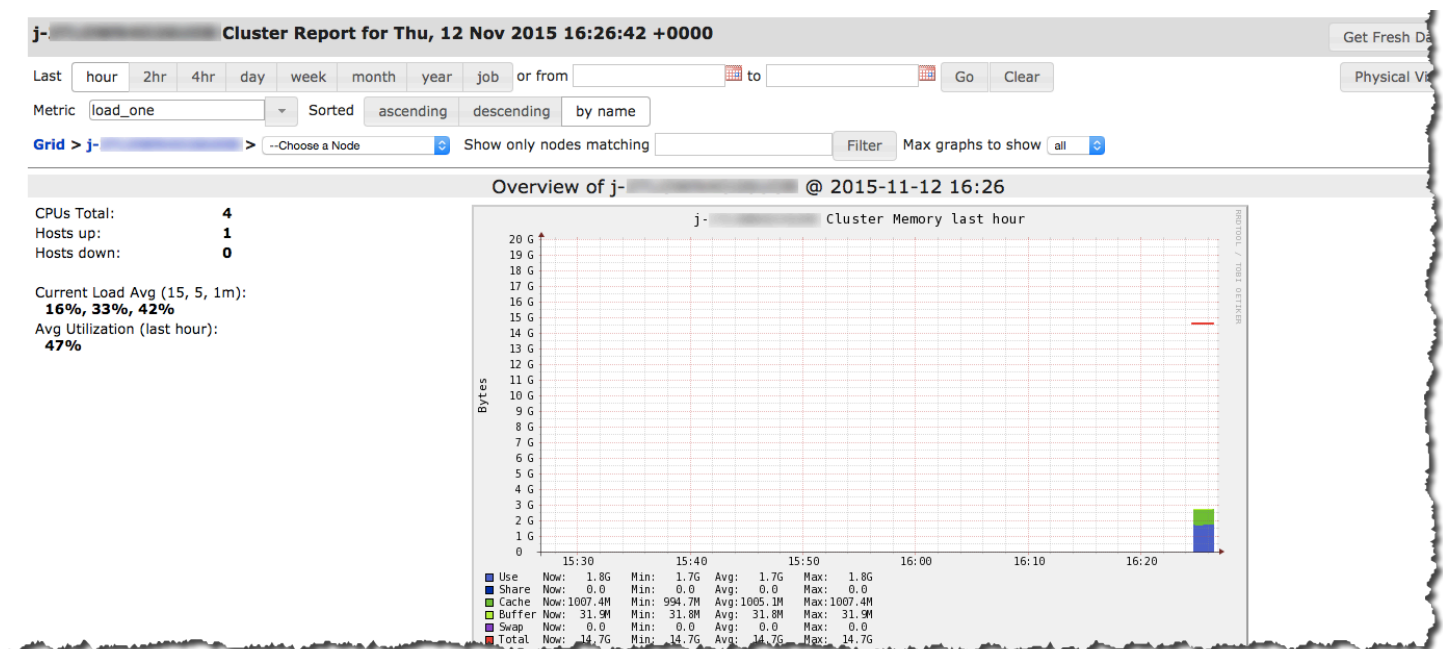 j- Cluster Report for Thu, 12 Nov 2015 16:26:42 +0000
Get Fresh Da
Last hour 2hr 4hr day week month year job or from to Go Clear
Physical Vi
Metric load_one Sorted ascending descending by name
Grid > j- > --Choose a Node Show only nodes matching Filter Max graphs to show all
Overview of j- @ 2015-11-12 16:26
CPUs Total: 4
Hosts up: 1
Hosts down: 0
Current Load Avg (15, 5, 1m):
16%, 33%, 42%
Avg Utilization (last hour):
47%
j- Cluster Memory last hour
RRDTOOL / TOBI OETIKER
Bytes
20 G
19 G
18 G
17 G
16 G
15 G
14 G
13 G
12 G
11 G
10 G
9 G
8 G
7 G
6 G
5 G
4 G
3 G
2 G
1 G
0
15:30 15:40 15:50 16:00 16:10 16:20
Use Now: 1.8G Min: 1.7G Avg: 1.7G Max: 1.8G
Share Now: 0.0 Min: 0.0 Avg: 0.0 Max: 0.0
Cache Now:1007.4M Min: 994.7M Avg:1005.1M Max:1007.4M
Buffer Now: 31.9M Min: 31.8M Avg: 31.8M Max: 31.9M
Swap Now: 0.0 Min: 0.0 Avg: 0.0 Max: 0.0
Total Now: 14.7G Min: 14.7G Avg: 14.7G Max: 14.7G